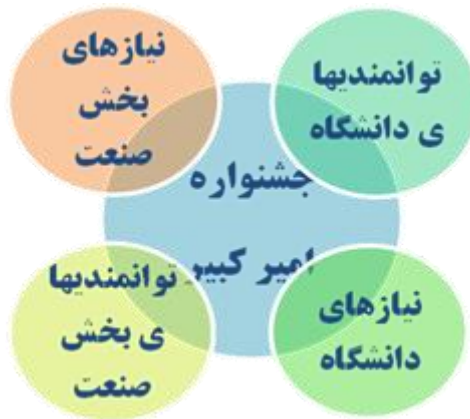 توانمندیها
ی دانشگاه
نیازهای
بخش
صنعت
جشنواره
امیر کبیر
نیازهای
دانشگاه
توانمندیها
ی بخش
صنعت